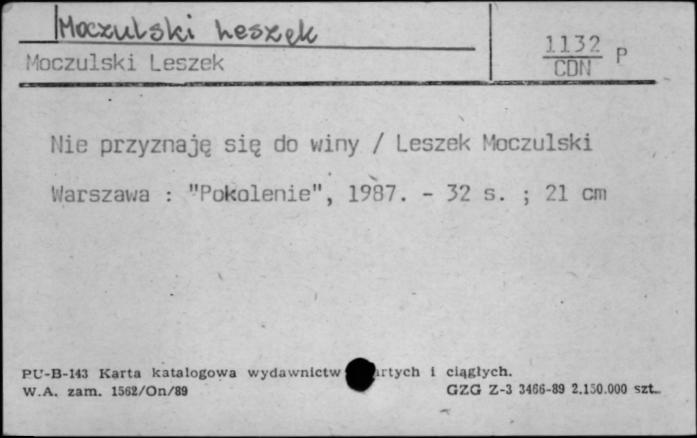 Moczulski Leszek
Moczulski Leszek
1132
CDN
P
Nie przyznaję się do winy / Leszek Moczulski
Warszawa : "Pokolenie", 1987. - 32 s. ; 21 cm
PU-B-143 Karta katalogowa wydawnictw i ciągłych.
W.A. zam. 1562/On/89
GZG Z-3 3466-89 2.150.000 szt.